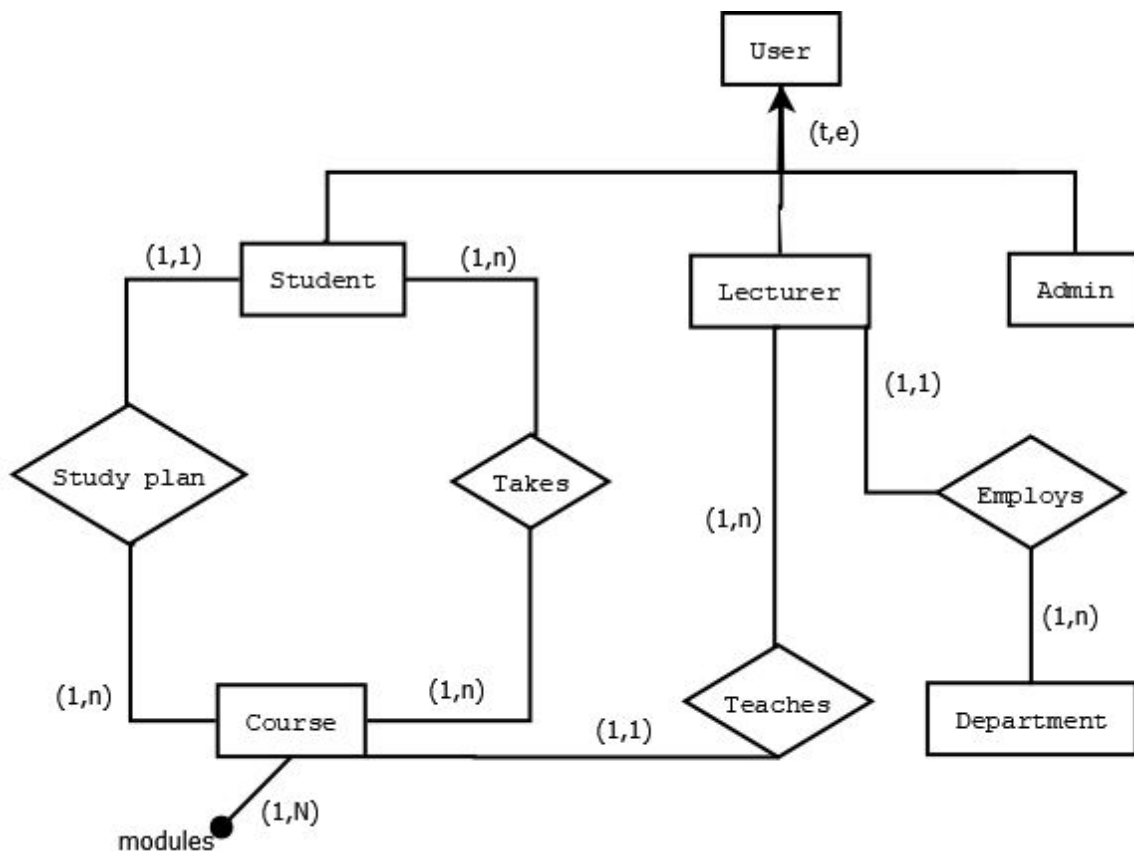 User
(t,e)
(1,1)
(1,n)
Student
Lecturer
Admin
(1,1)
Study plan
Takes
Employs
(1,n)
(1,n)
(1,n)
(1,n)
Course
(1,1)
Teaches
Department
(1,N)
modules